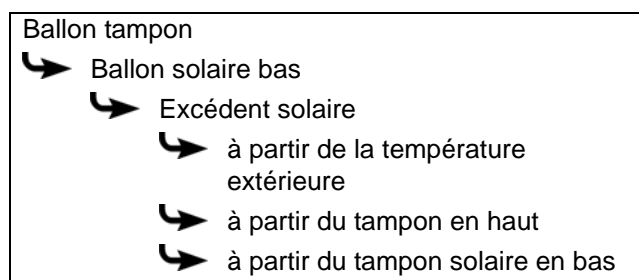 Ballon tampon
Ballon solaire bas
Excédent solaire
à partir de la température
extérieure
à partir du tampon en haut
à partir du tampon solaire en bas